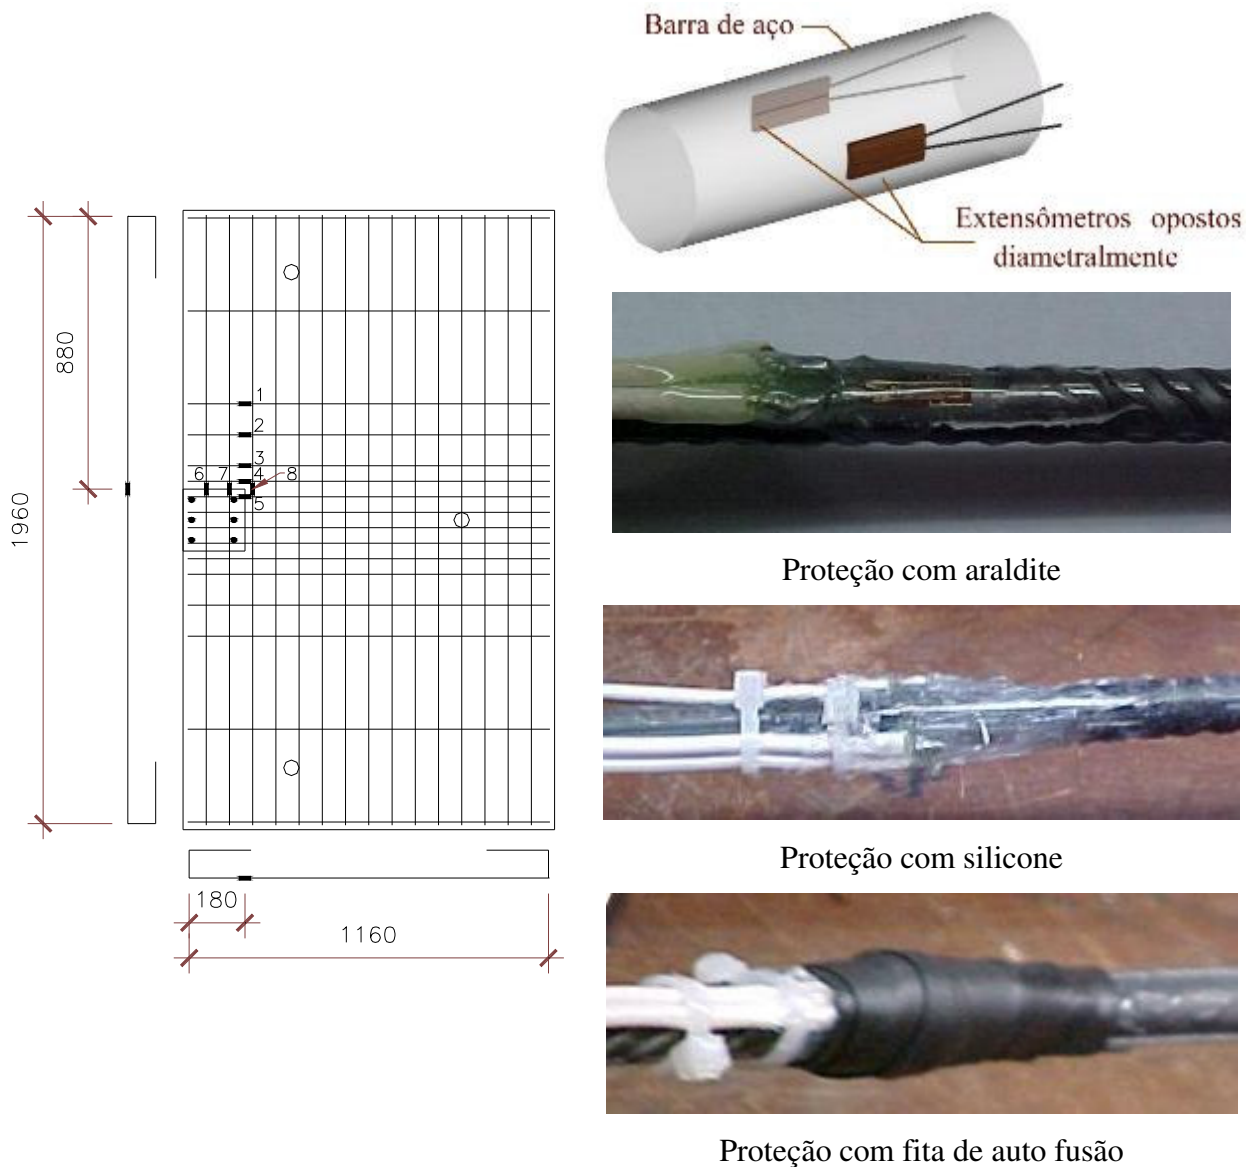 Barra de aço
Extensômetros opostos
diametralmente
880
1960
1
2
3
6 7 4 8
5
180
1160
Proteção com araldite
Proteção com silicone
Proteção com fita de auto fusão